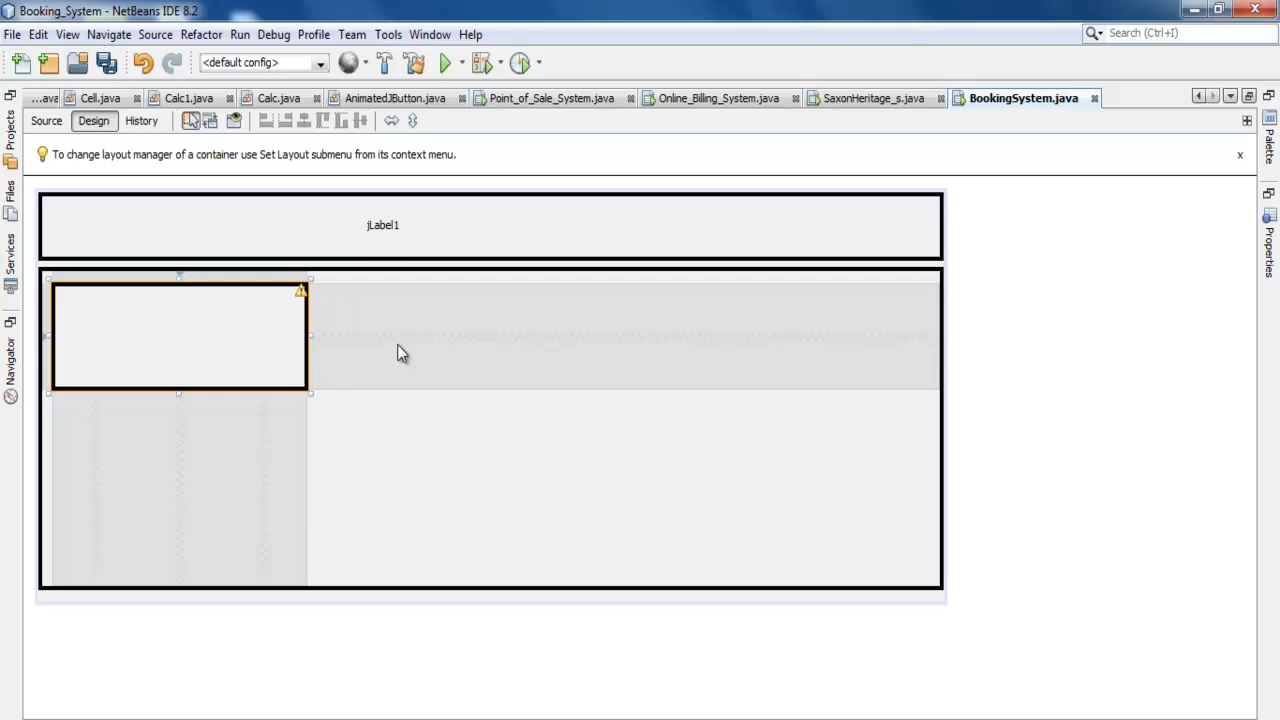 Booking_System - NetBeans IDE 8.2
File Edit View Navigate Source Refactor Run Debug Profile Team Tools Window Help
Search (Ctrl+I)
<default config>
...ava Cell.java Calc1.java Calc.java AnimatedJButton.java Point_of_Sale_System.java Online_Billing_System.java SaxonHeritage_s.java BookingSystem.java
Source Design History
To change layout manager of a container use Set Layout submenu from its context menu.
x
jLabel1
Projects
Files
Services
Navigator
Palette
Properties